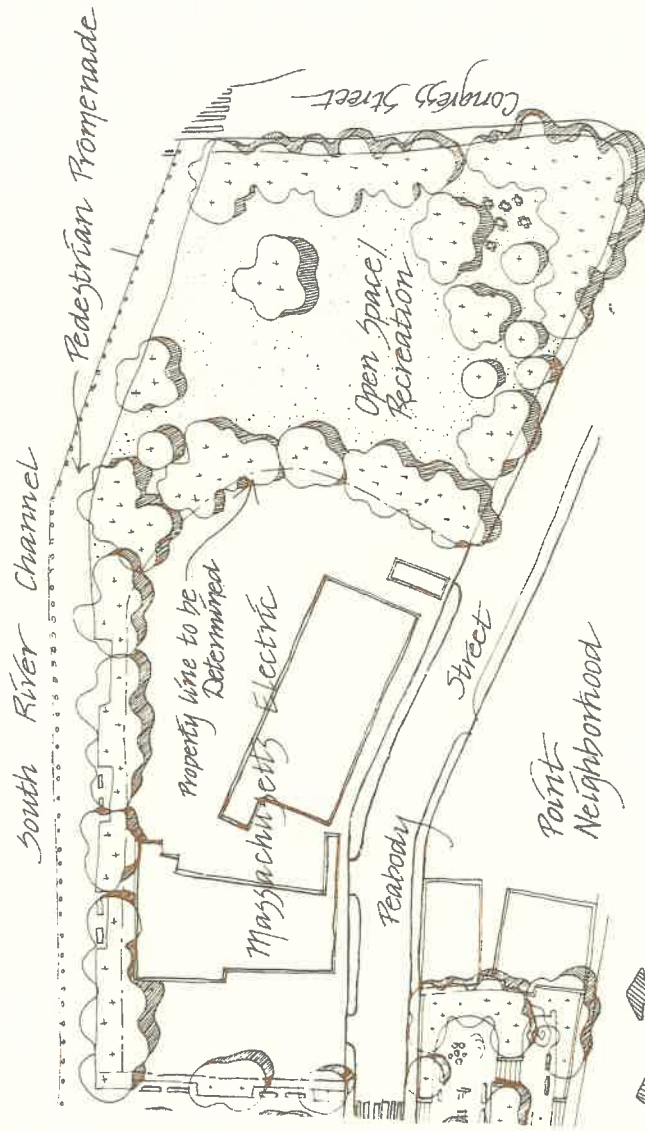 South River Channel
Pedestrian Promenade
Congress Street
Property line to be
Determined
Open Space/
Recreation
Massachusetts Electric
Peabody Street
Point
Neighborhood